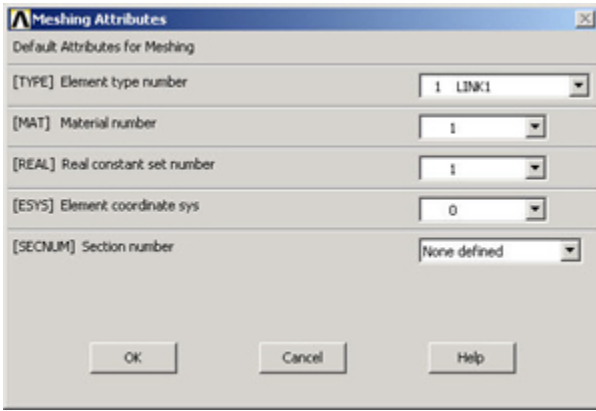 Meshing Attributes
Default Attributes for Meshing
[TYPE] Element type number 1 LINK1
[MAT] Material number 1
[REAL] Real constant set number 1
[ESYS] Element coordinate sys 0
[SECNUM] Section number None defined
OK Cancel Help